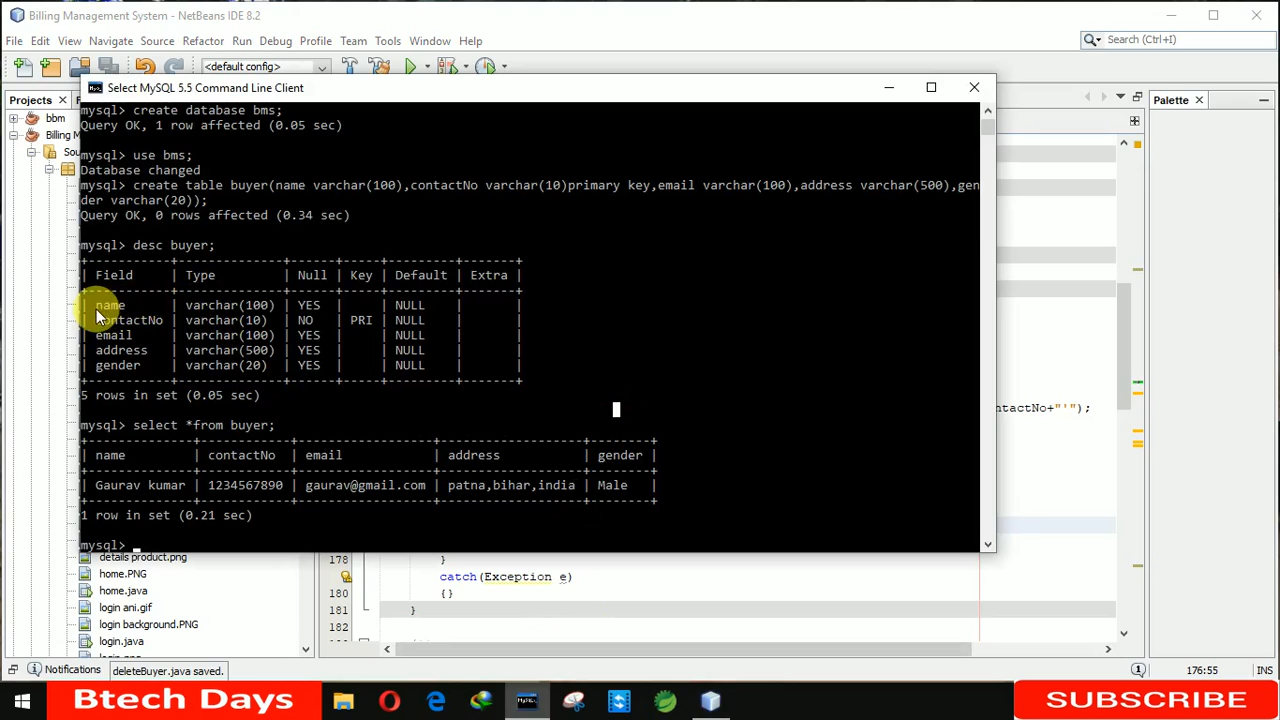 Billing Management System - NetBeans IDE 8.2
File Edit View Navigate Source Refactor Run Debug Profile Team Tools Window Help
Search (Ctrl+I)
<default config>
Projects
Select MySQL 5.5 Command Line Client
Palette
bbm
Billing M
Sou
mysql> create database bms;
Query OK, 1 row affected (0.05 sec)
mysql> use bms;
Database changed
mysql> create table buyer(name varchar(100),contactNo varchar(10)primary key,email varchar(100),address varchar(500),gen
der varchar(20));
Query OK, 0 rows affected (0.34 sec)
mysql> desc buyer;
| Field | Type | Null | Key | Default | Extra |
| name | varchar(100) | YES | | NULL | |
| contactNo | varchar(10) | NO | PRI | NULL | |
| email | varchar(100) | YES | | NULL | |
| address | varchar(500) | YES | | NULL | |
| gender | varchar(20) | YES | | NULL | |
5 rows in set (0.05 sec)
ntactNo+"'");
mysql> select *from buyer;
| name | contactNo | email | address | gender |
| Gaurav kumar | 1234567890 | gaurav@gmail.com | patna,bihar,india | Male |
1 row in set (0.21 sec)
mysql>
details product.png
home.PNG
home.java
login ani.gif
login background.PNG
login.java
178 }
catch(Exception e)
180 {}
181 }
182
Notifications
deleteBuyer.java saved.
176:55
INS
Btech Days
SUBSCRIBE